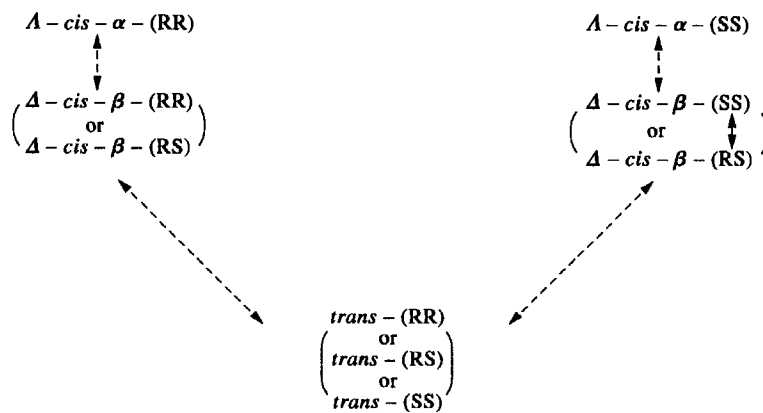 Λ – cis – α – (RR)
Δ – cis – β – (RR)
or
Δ – cis – β – (RS)
Λ – cis – α – (SS)
Δ – cis – β – (SS)
or
Δ – cis – β – (RS)
trans – (RR)
or
trans – (RS)
or
trans – (SS)